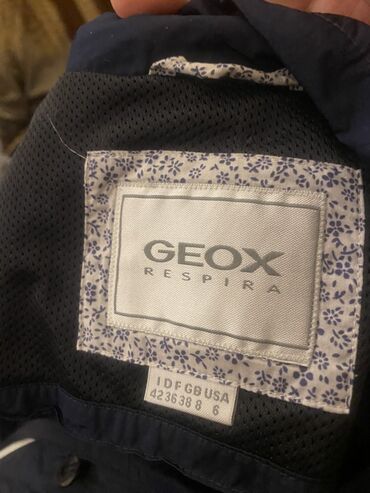 GEOX
RESPIRA
I D F GB USA
42 36 38 8 6